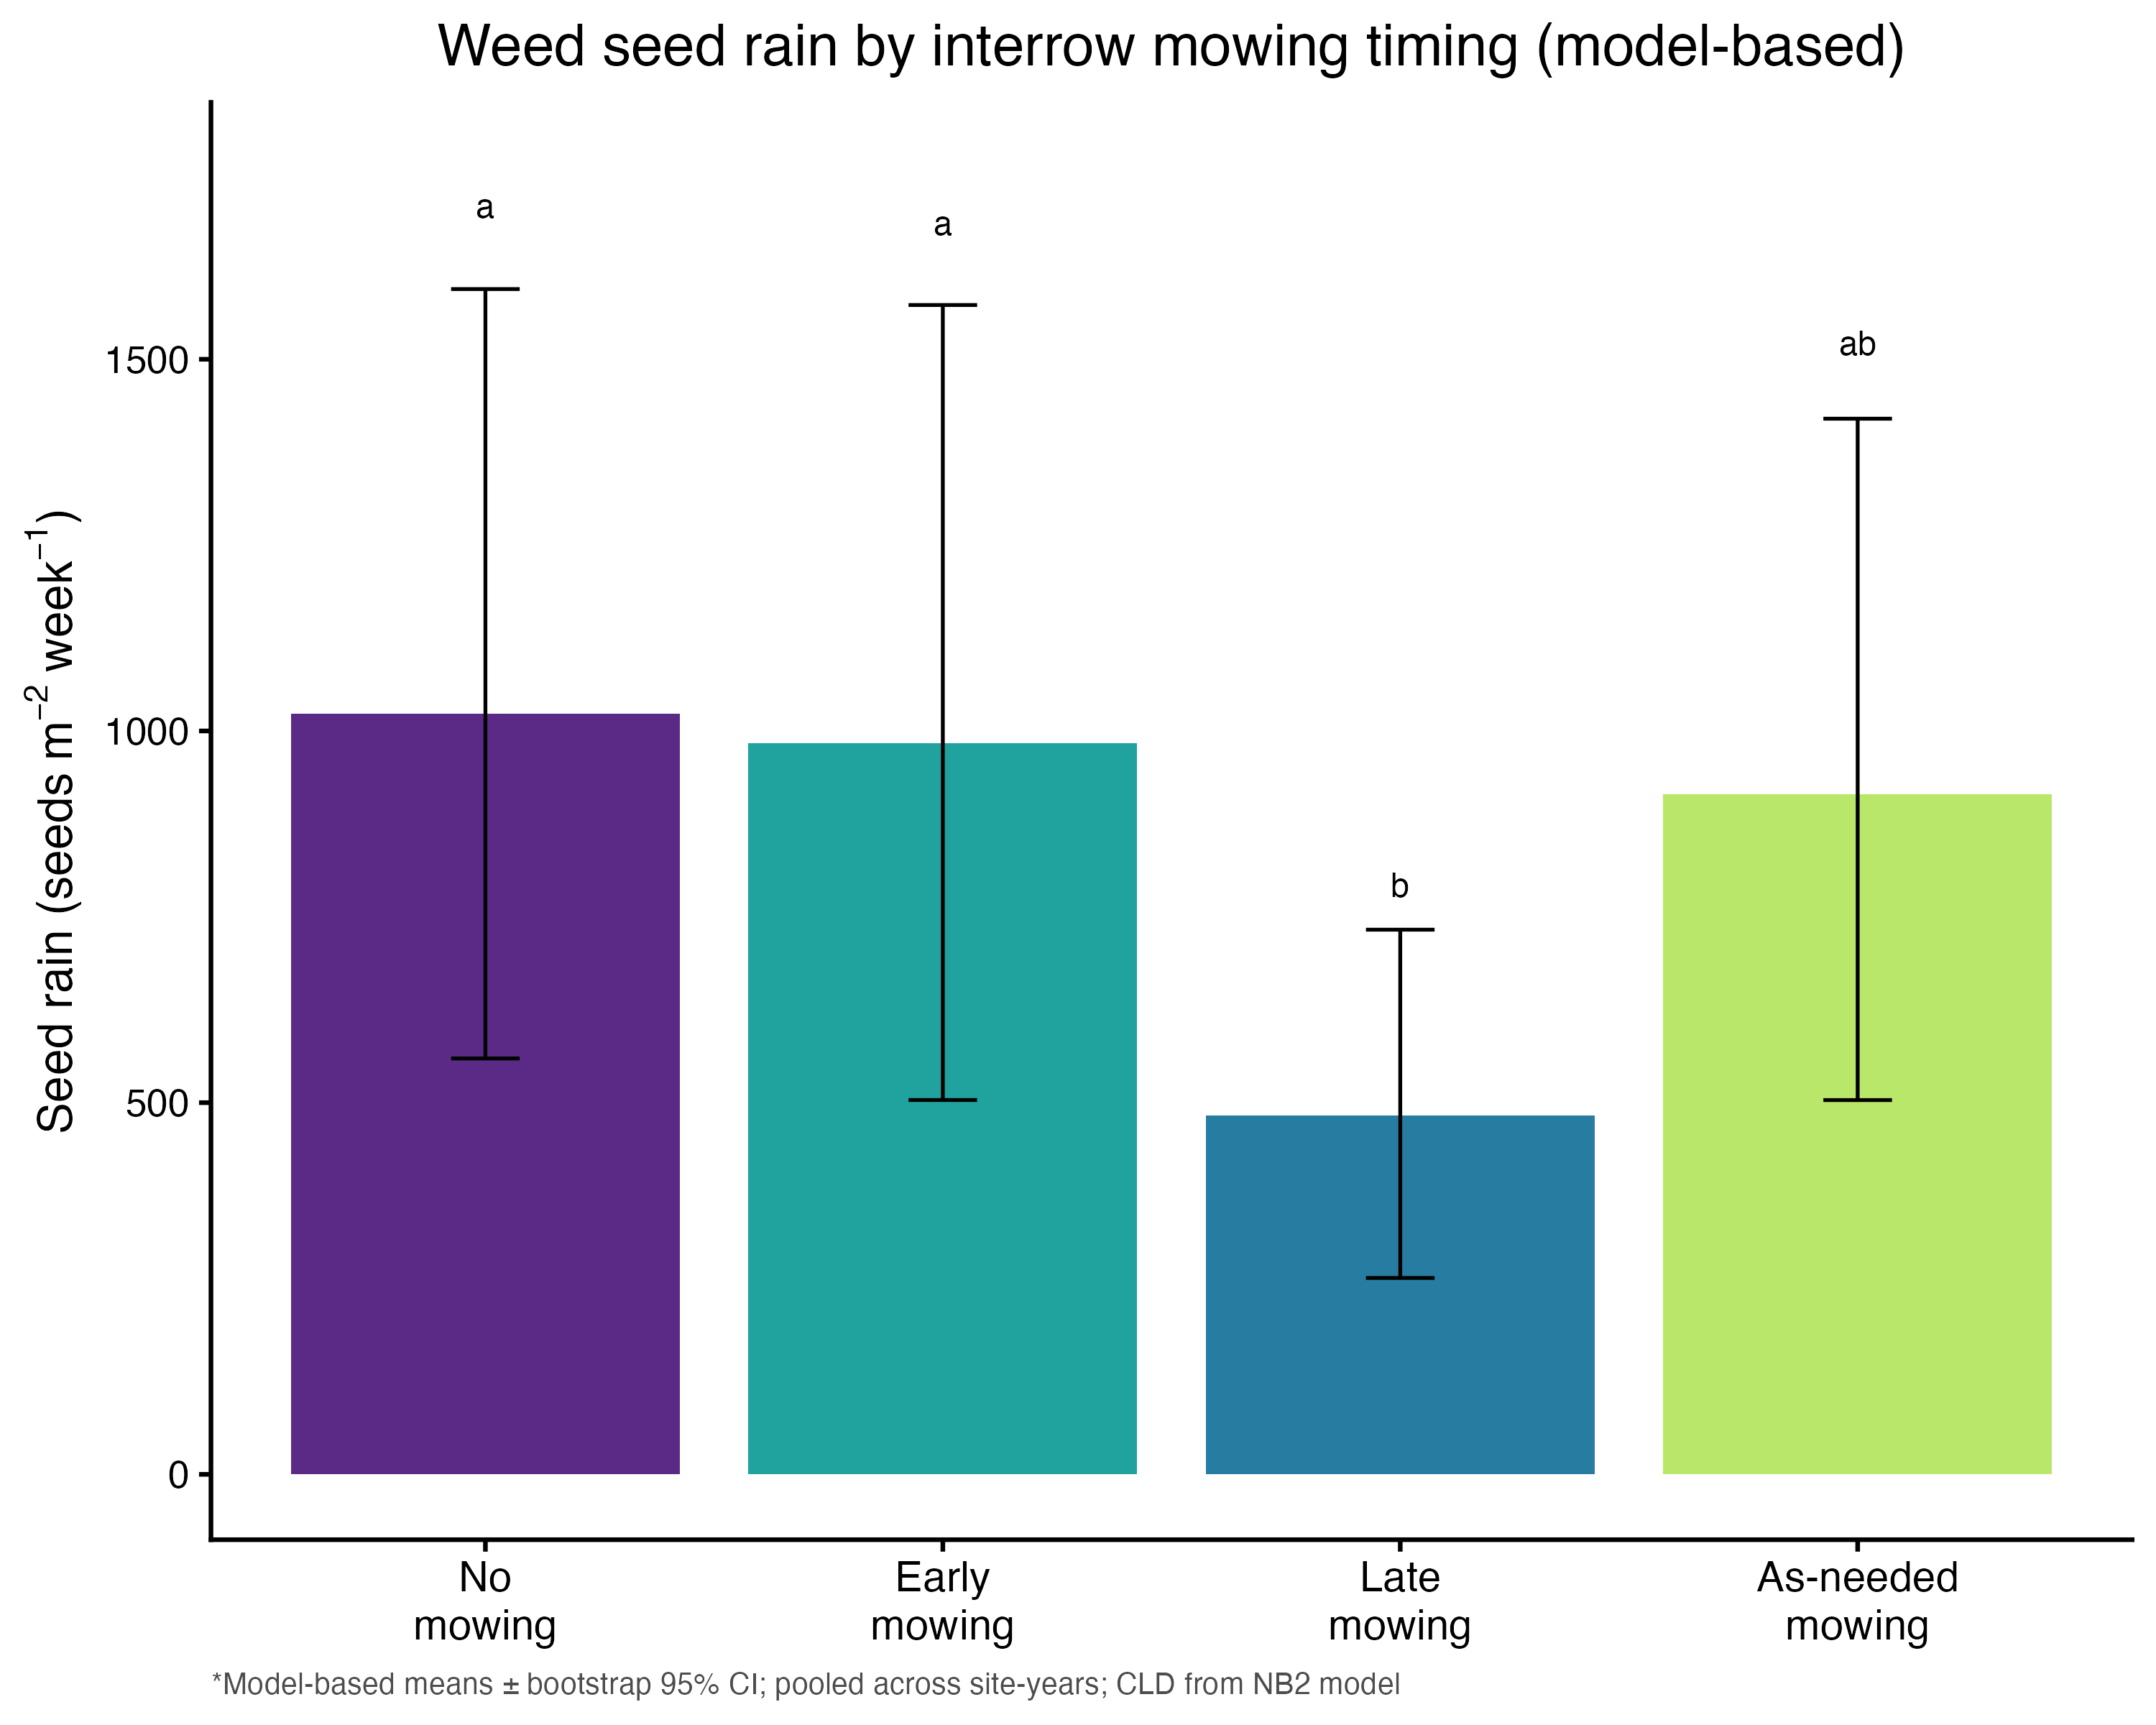 Weed seed rain by interrow mowing timing (model-based)
Seed rain (seeds m⁻² week⁻¹)
1500
1000
500
0
a
a
b
ab
No
mowing
Early
mowing
Late
mowing
As-needed
mowing
*Model-based means ± bootstrap 95% CI; pooled across site-years; CLD from NB2 model